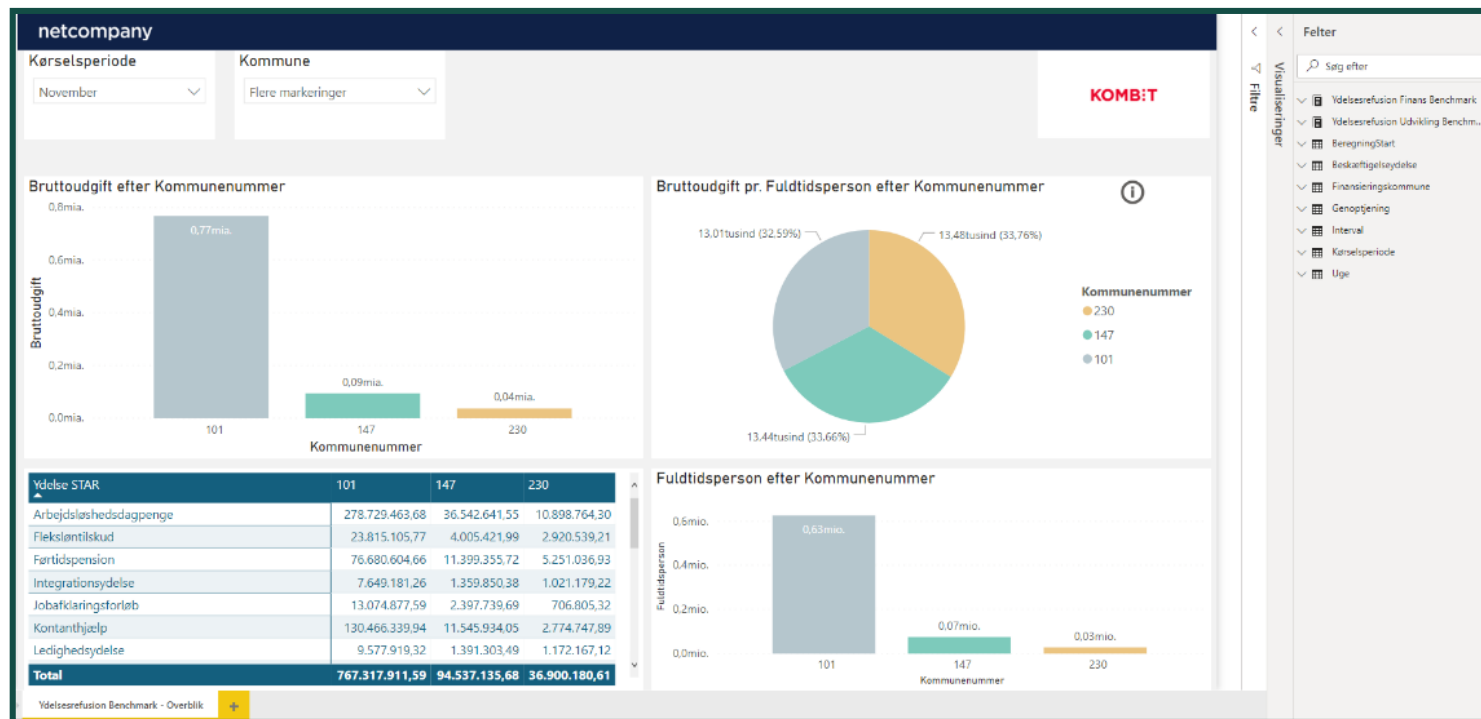 netcompany
Kørselsperiode
November
Kommune
Flere markeringer
KOMB:T
Bruttoudgift efter Kommunenummer
0,8mia.
0,6mia.
0,4mia.
0,2mia.
0,0mia.
Bruttoudgift
0,77mia.
0,09mia.
0,04mia.
101 147 230
Kommunenummer
Bruttoudgift pr. Fuldtidsperson efter Kommunenummer
13,01tusind (32,59%)
13,48tusind (33,76%)
13,44tusind (33,66%)
Kommunenummer
230
147
101
Ydelse STAR 101 147 230
Arbejdsløshedsdagpenge 278.729.463,68 36.542.641,55 10.898.764,30
Fleksløntilskud 23.815.105,77 4.005.421,99 2.920.539,21
Førtidspension 76.680.604,66 11.399.355,72 5.251.036,93
Integrationsydelse 7.649.181,26 1.359.850,38 1.021.179,22
Jobafklaringsforløb 13.074.877,59 2.397.739,69 706.805,32
Kontanthjælp 130.466.339,94 11.545.934,05 2.774.747,89
Ledighedsydelse 9.577.919,32 1.391.303,49 1.172.167,12
Total 767.317.911,59 94.537.135,68 36.900.180,61
Fuldtidsperson efter Kommunenummer
0,6mio.
0,4mio.
0,2mio.
0,0mio.
Fuldtidsperson
0,63mio.
0,07mio.
0,03mio.
101 147 230
Kommunenummer
Ydelsesrefusion Benchmark - Overblik
+
Filtre
Visualiseringer
Felter
Søg efter
Ydelsesrefusion Finans Benchmark
Ydelsesrefusion Udvikling Benchm...
BeregningStart
Beskæftigelseydelse
Finansieringskommune
Genoptjening
Interval
Kørselsperiode
Uge